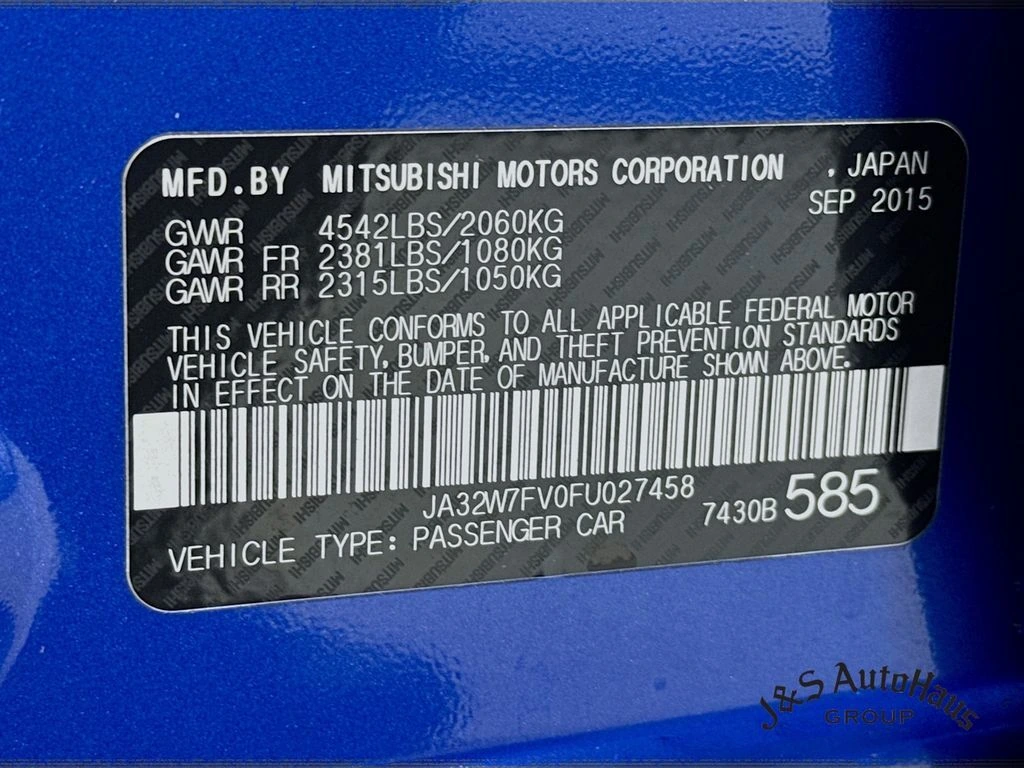 MFD.BY MITSUBISHI MOTORS CORPORATION , JAPAN
SEP 2015
GVWR 4542LBS/2060KG
GAWR FR 2381LBS/1080KG
GAWR RR 2315LBS/1050KG
THIS VEHICLE CONFORMS TO ALL APPLICABLE FEDERAL MOTOR
VEHICLE SAFETY, BUMPER, AND THEFT PREVENTION STANDARDS
IN EFFECT ON THE DATE OF MANUFACTURE SHOWN ABOVE.
JA32W7FV0FU027458
7430B 585
VEHICLE TYPE: PASSENGER CAR
J&S AutoHaus
GROUP